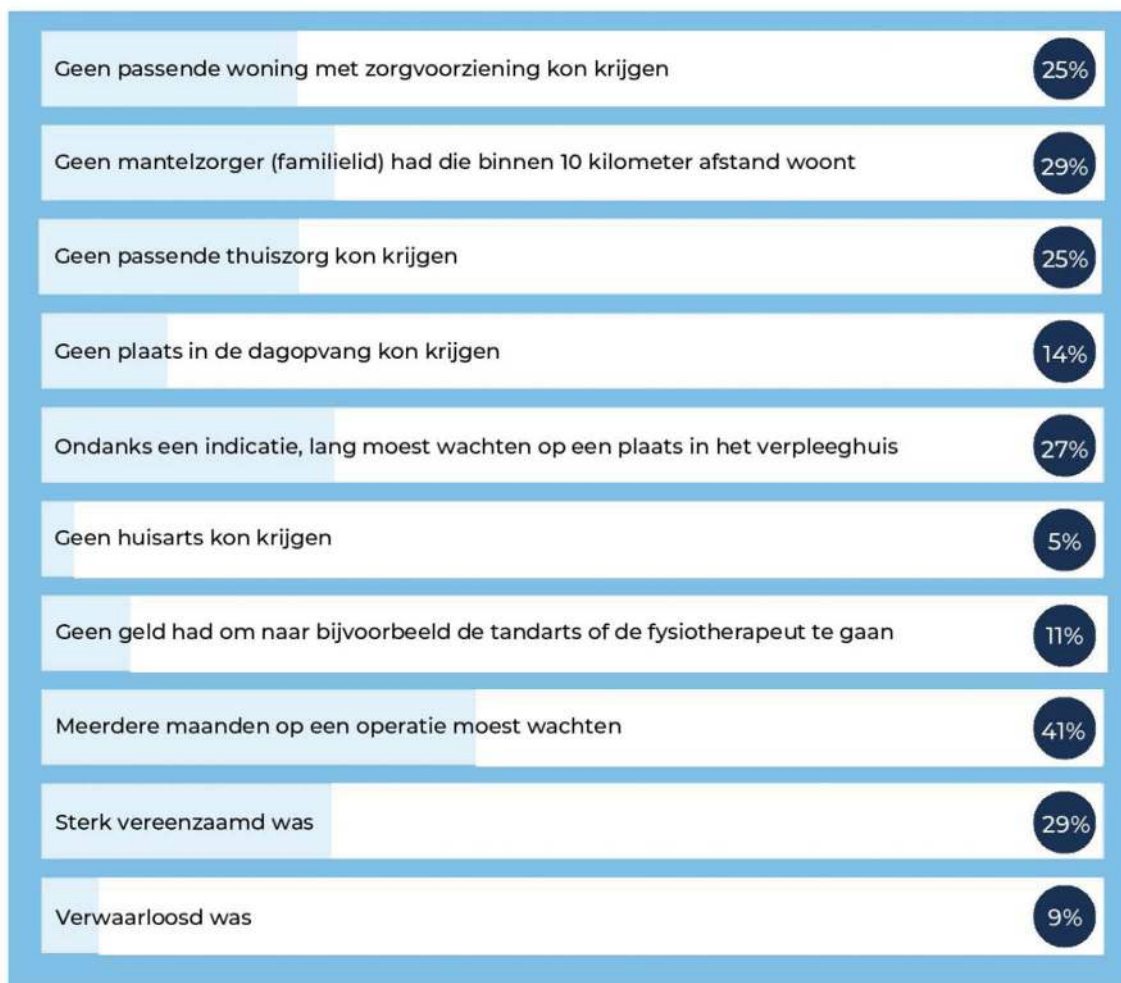 Geen passende woning met zorgvoorziening kon krijgen 25%
Geen mantelzorger (familielid) had die binnen 10 kilometer afstand woont 29%
Geen passende thuiszorg kon krijgen 25%
Geen plaats in de dagopvang kon krijgen 14%
Ondanks een indicatie, lang moest wachten op een plaats in het verpleeghuis 27%
Geen huisarts kon krijgen 5%
Geen geld had om naar bijvoorbeeld de tandarts of de fysiotherapeut te gaan 11%
Meerdere maanden op een operatie moest wachten 41%
Sterk vereenzaamd was 29%
Verwaarloosd was 9%